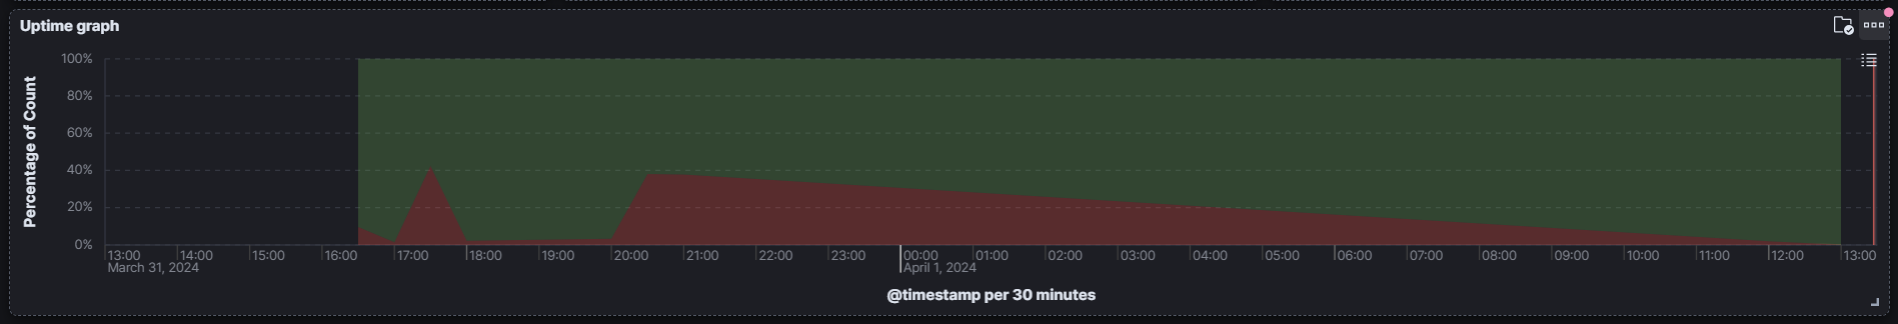 Uptime graph
Percentage of Count
100%
80%
60%
40%
20%
0%
13:00 14:00 15:00 16:00 17:00 18:00 19:00 20:00 21:00 22:00 23:00 00:00 01:00 02:00 03:00 04:00 05:00 06:00 07:00 08:00 09:00 10:00 11:00 12:00 13:00
March 31, 2024 April 1, 2024
@timestamp per 30 minutes